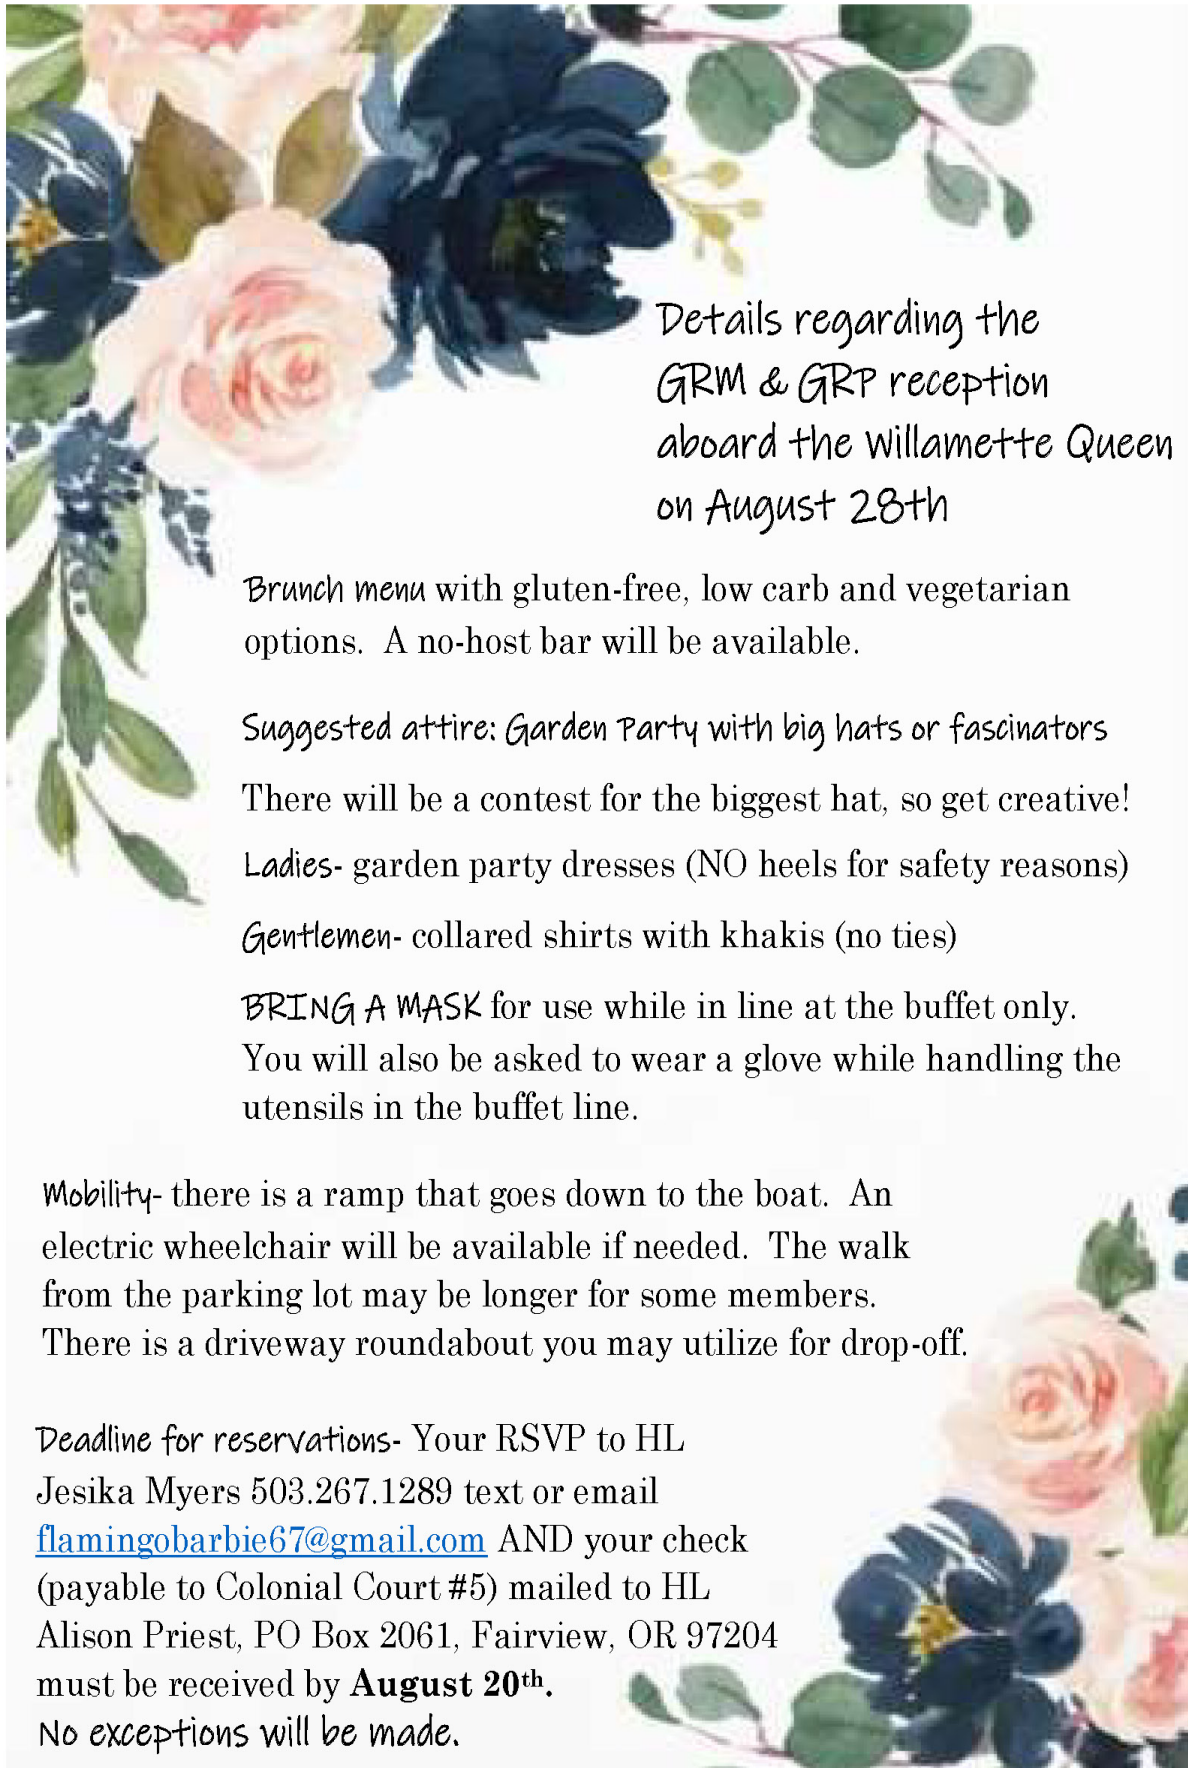 Details regarding the
GRM & GRP reception
aboard the Willamette Queen
on August 28th
Brunch menu with gluten-free, low carb and vegetarian
options.  A no-host bar will be available.
Suggested attire: Garden Party with big hats or fascinators
There will be a contest for the biggest hat, so get creative!
Ladies- garden party dresses (NO heels for safety reasons)
Gentlemen- collared shirts with khakis (no ties)
BRING A MASK for use while in line at the buffet only.
You will also be asked to wear a glove while handling the
utensils in the buffet line.
Mobility- there is a ramp that goes down to the boat.  An
electric wheelchair will be available if needed.  The walk
from the parking lot may be longer for some members.
There is a driveway roundabout you may utilize for drop-off.
Deadline for reservations- Your RSVP to HL
Jesika Myers 503.267.1289 text or email
flamingobarbie67@gmail.com AND your check
(payable to Colonial Court #5) mailed to HL
Alison Priest, PO Box 2061, Fairview, OR 97204
must be received by August 20th.
No exceptions will be made.